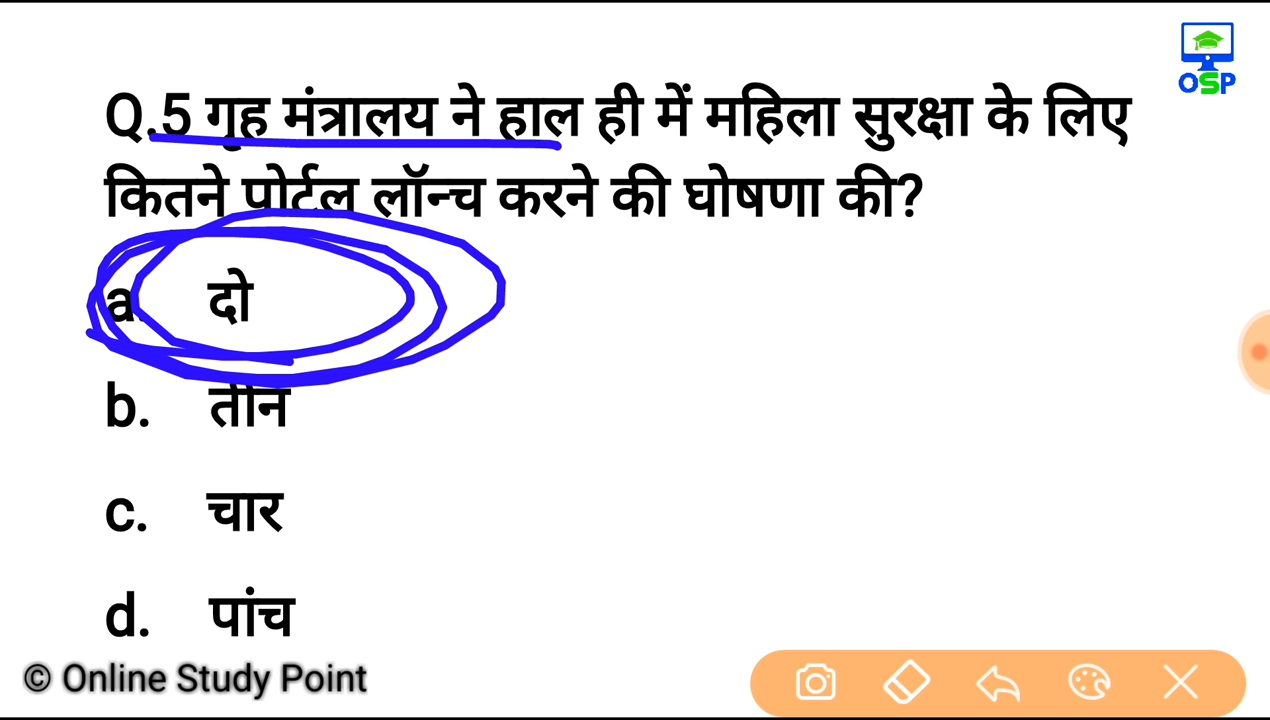 OSP
Q.5 गृह मंत्रालय ने हाल ही में महिला सुरक्षा के लिए
कितने पोर्टल लॉन्च करने की घोषणा की?
a. दो
b. तीन
c. चार
d. पांच
© Online Study Point